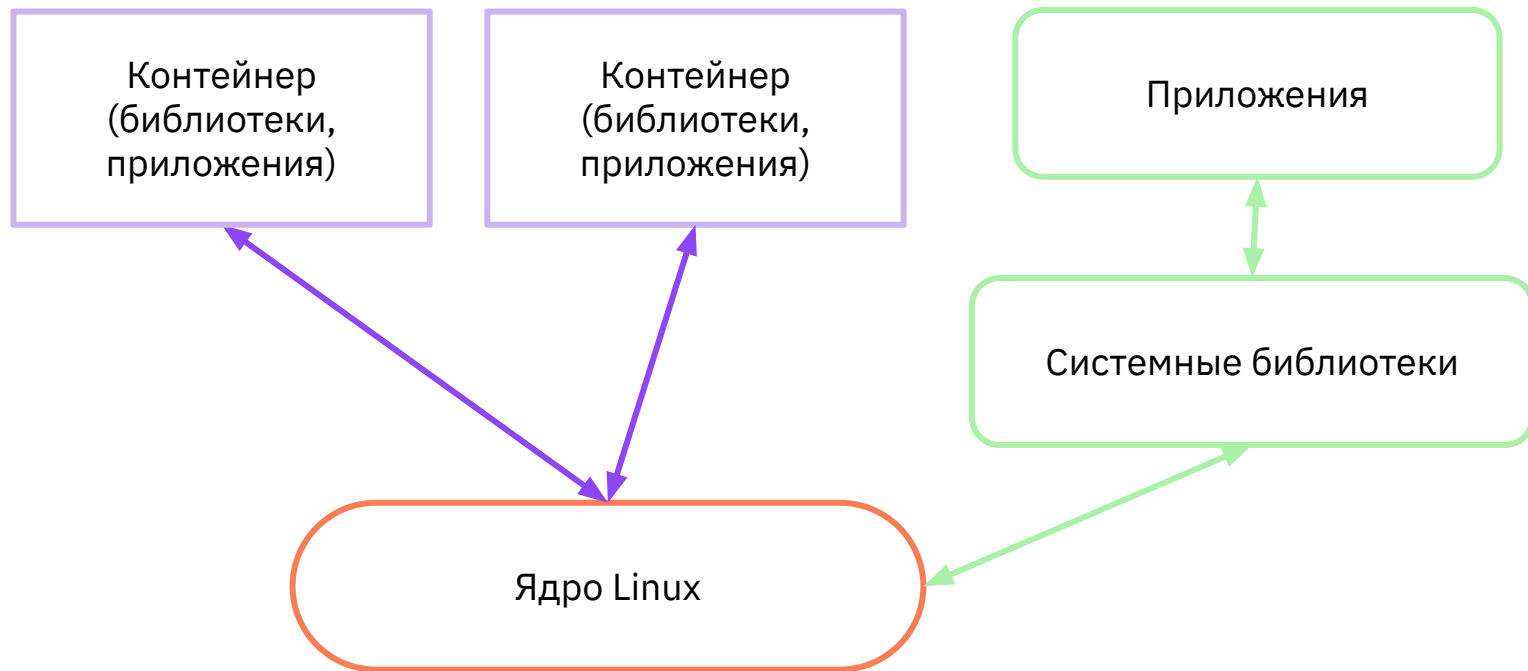 Контейнер
(библиотеки,
приложения)
Контейнер
(библиотеки,
приложения)
Приложения
Системные библиотеки
Ядро Linux